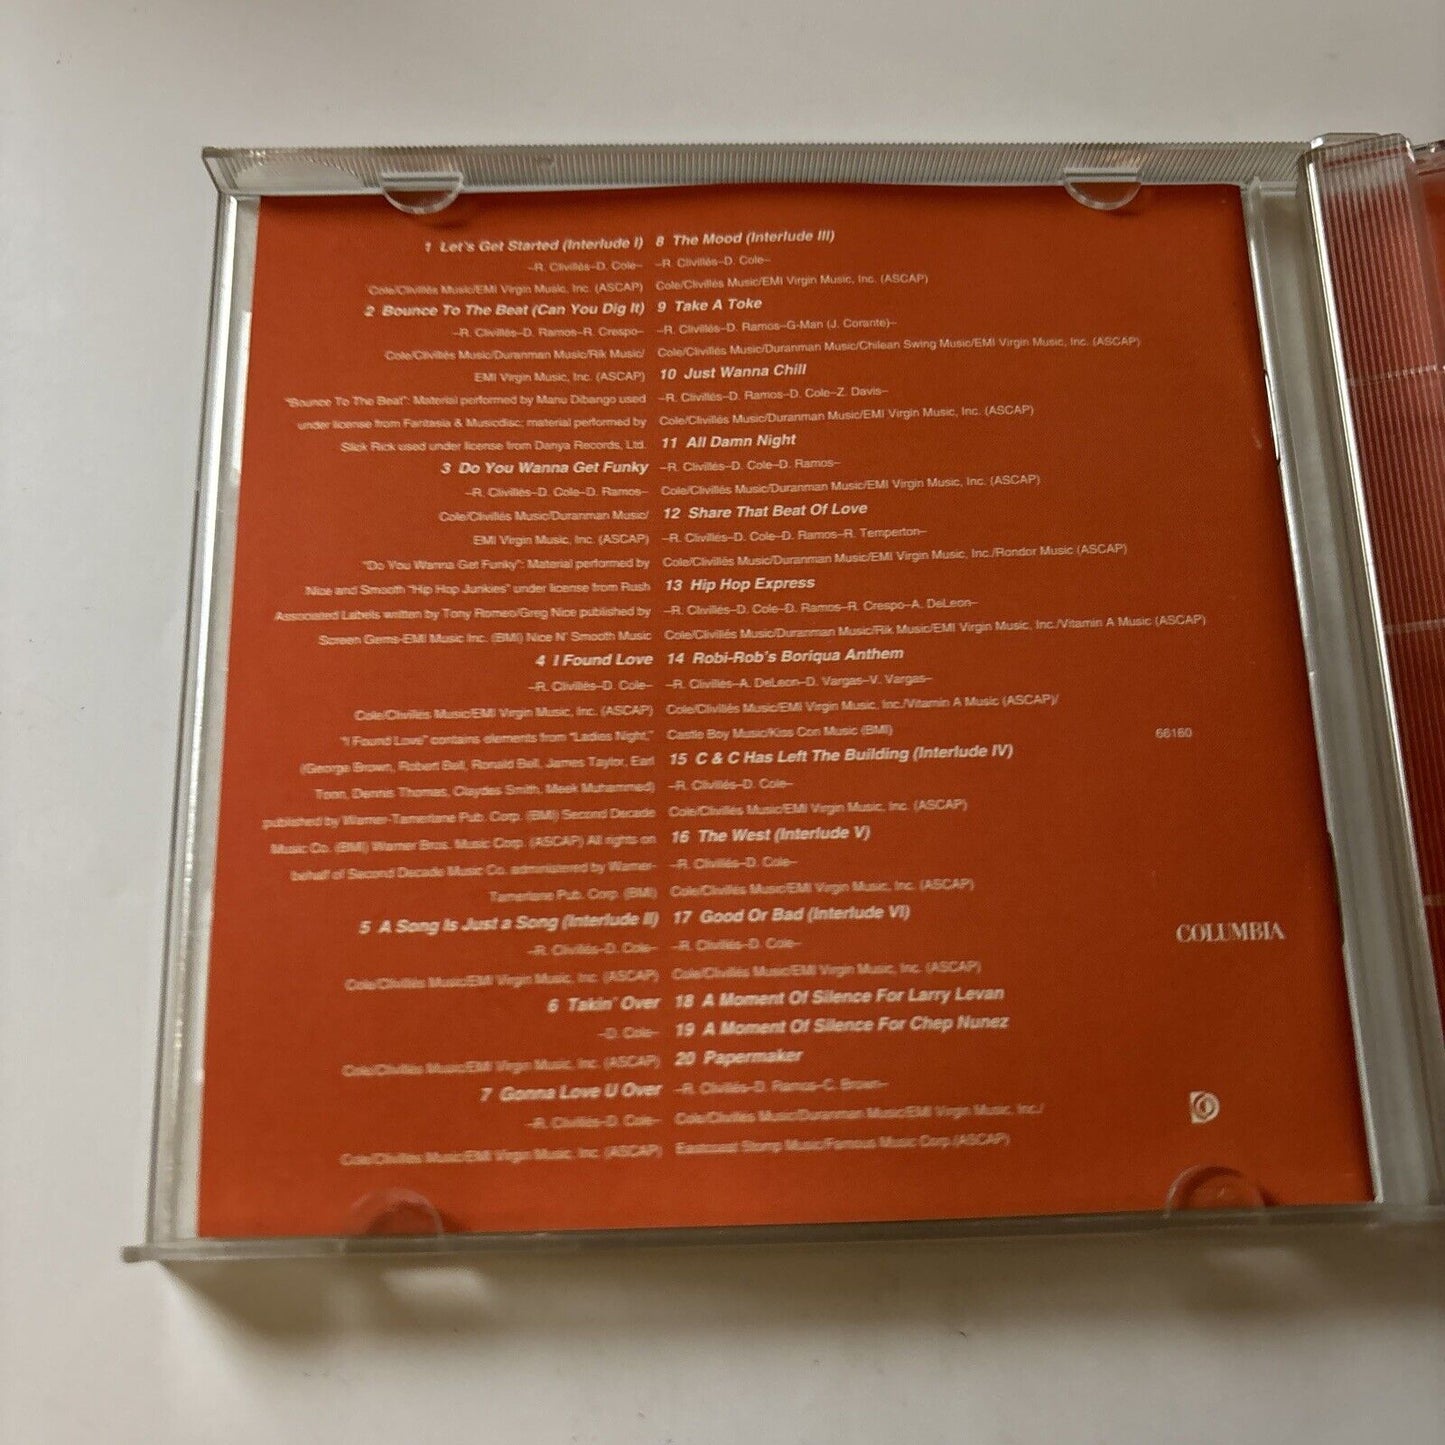 1 Let's Get Started (Interlude I)
–R. Clivillés–D. Cole–
Cole/Clivillés Music/EMI Virgin Music, Inc. (ASCAP)
2 Bounce To The Beat (Can You Dig It)
–R. Clivillés–D. Ramos–R. Crespo–
Cole/Clivillés Music/Duranman Music/Rik Music/
EMI Virgin Music, Inc. (ASCAP)
"Bounce To The Beat": Material performed by Manu Dibango used
under license from Fantasia & Musicdisc; material performed by
Slick Rick used under license from Danya Records, Ltd.
3 Do You Wanna Get Funky
–R. Clivillés–D. Cole–D. Ramos–
Cole/Clivillés Music/Duranman Music/
EMI Virgin Music, Inc. (ASCAP)
"Do You Wanna Get Funky": Material performed by
Nice and Smooth "Hip Hop Junkies" under license from Rush
Associated Labels written by Tony Romeo/Greg Nice published by
Screen Gems-EMI Music Inc. (BMI) Nice N' Smooth Music
4 I Found Love
–R. Clivillés–D. Cole–
Cole/Clivillés Music/EMI Virgin Music, Inc. (ASCAP)
"I Found Love" contains elements from "Ladies Night,"
(George Brown, Robert Bell, Ronald Bell, James Taylor, Earl
Toon, Dennis Thomas, Claydes Smith, Meek Muhammed)
published by Warner-Tamerlane Pub. Corp. (BMI) Second Decade
Music Co. (BMI) Warner Bros. Music Corp. (ASCAP) All rights on
behalf of Second Decade Music Co. administered by Warner-
Tamerlane Pub. Corp. (BMI)
5 A Song Is Just a Song (Interlude II)
–R. Clivillés–D. Cole–
Cole/Clivillés Music/EMI Virgin Music, Inc. (ASCAP)
6 Takin' Over
–D. Cole–
Cole/Clivillés Music/EMI Virgin Music, Inc. (ASCAP)
7 Gonna Love U Over
–R. Clivillés–D. Cole–
Cole/Clivillés Music/EMI Virgin Music, Inc. (ASCAP)
8 The Mood (Interlude III)
–R. Clivillés–D. Cole–
Cole/Clivillés Music/EMI Virgin Music, Inc. (ASCAP)
9 Take A Toke
–R. Clivillés–D. Ramos–G-Man (J. Corante)–
Cole/Clivillés Music/Duranman Music/Chilean Swing Music/EMI Virgin Music, Inc. (ASCAP)
10 Just Wanna Chill
–R. Clivillés–D. Ramos–D. Cole–Z. Davis–
Cole/Clivillés Music/Duranman Music/EMI Virgin Music, Inc. (ASCAP)
11 All Damn Night
–R. Clivillés–D. Cole–D. Ramos–
Cole/Clivillés Music/Duranman Music/EMI Virgin Music, Inc. (ASCAP)
12 Share That Beat Of Love
–R. Clivillés–D. Cole–D. Ramos–R. Temperton–
Cole/Clivillés Music/Duranman Music/EMI Virgin Music, Inc./Rondor Music (ASCAP)
13 Hip Hop Express
–R. Clivillés–D. Cole–D. Ramos–R. Crespo–A. DeLeon–
Cole/Clivillés Music/Duranman Music/Rik Music/EMI Virgin Music, Inc./Vitamin A Music (ASCAP)
14 Robi-Rob's Boriqua Anthem
–R. Clivillés–A. DeLeon–D. Vargas–V. Vargas–
Cole/Clivillés Music/EMI Virgin Music, Inc./Vitamin A Music (ASCAP)/
Castle Boy Music/Kiss Con Music (BMI)
15 C & C Has Left The Building (Interlude IV)
–R. Clivillés–D. Cole–
Cole/Clivillés Music/EMI Virgin Music, Inc. (ASCAP)
16 The West (Interlude V)
–R. Clivillés–D. Cole–
Cole/Clivillés Music/EMI Virgin Music, Inc. (ASCAP)
17 Good Or Bad (Interlude VI)
–R. Clivillés–D. Cole–
Cole/Clivillés Music/EMI Virgin Music, Inc. (ASCAP)
18 A Moment Of Silence For Larry Levan
19 A Moment Of Silence For Chep Nunez
20 Papermaker
–R. Clivillés–D. Ramos–C. Brown–
Cole/Clivillés Music/Duranman Music/EMI Virgin Music, Inc./
Eastcoast Stomp Music/Famous Music Corp.(ASCAP)
66160
COLUMBIA